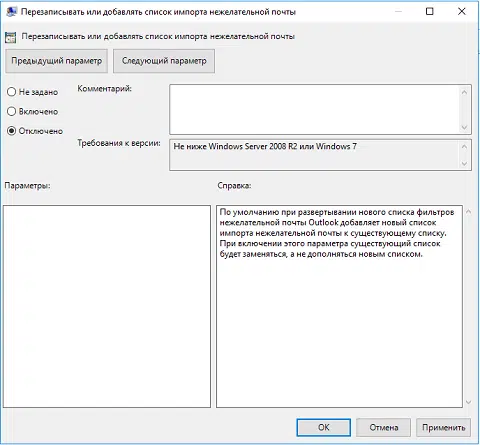 Перезаписывать или добавлять список импорта нежелательной почты
Перезаписывать или добавлять список импорта нежелательной почты
Предыдущий параметр
Следующий параметр
Не задано
Включено
Отключено
Комментарий:
Требования к версии:
Не ниже Windows Server 2008 R2 или Windows 7
Параметры:
Справка:
По умолчанию при развертывании нового списка фильтров
нежелательной почты Outlook добавляет новый список
импорта нежелательной почты к существующему списку.
При включении этого параметра существующий список
будет заменяться, а не дополняться новым списком.
ОК
Отмена
Применить